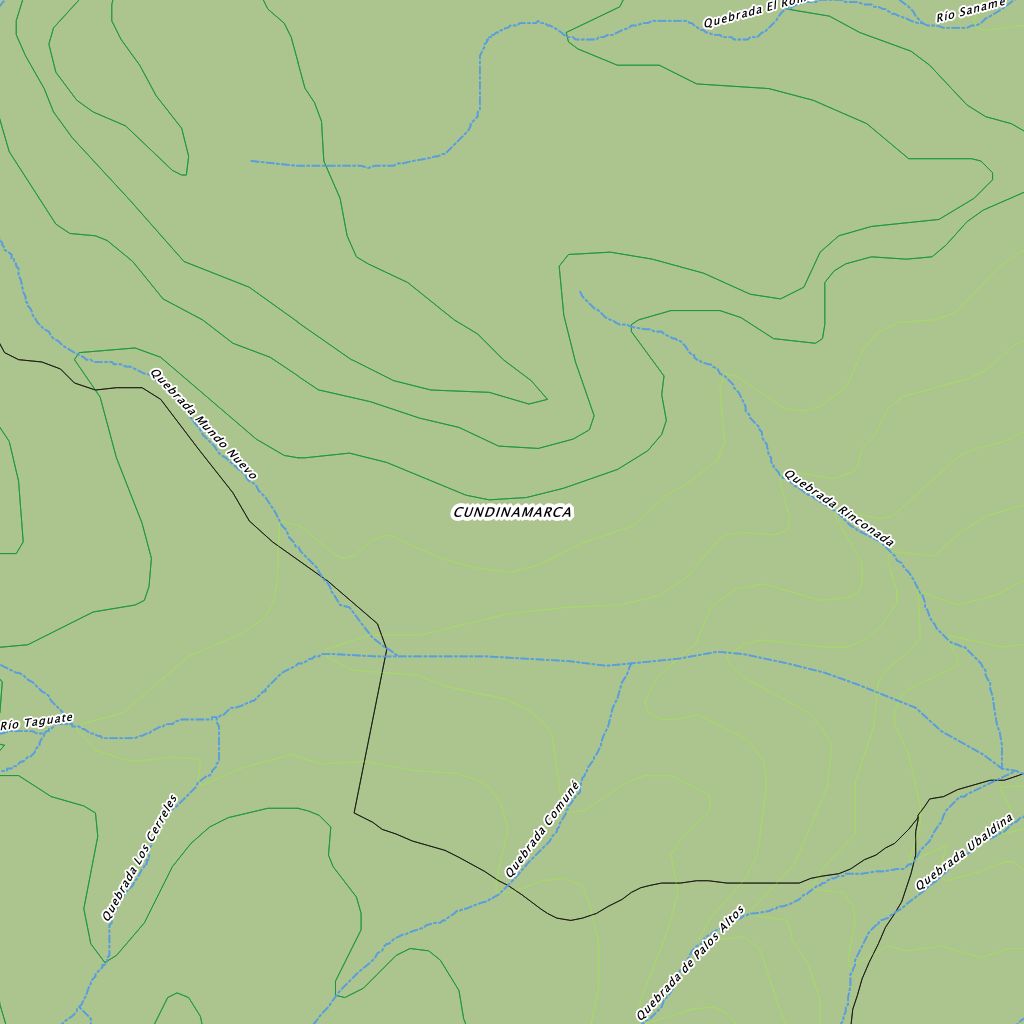 Quebrada El Rom
Río Saname
Quebrada Mundo Nuevo
Quebrada Rinconada
CUNDINAMARCA
Río Taguate
Quebrada Los Cerreles
Quebrada Comuné
Quebrada Ubaldina
Quebrada de Palos Altos